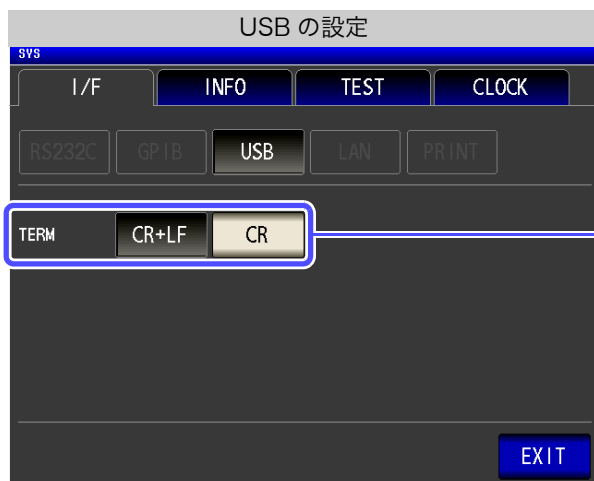 USB の設定
SYS
I/F INFO TEST CLOCK
RS232C GPIB USB LAN PRINT
TERM CR+LF CR
EXIT